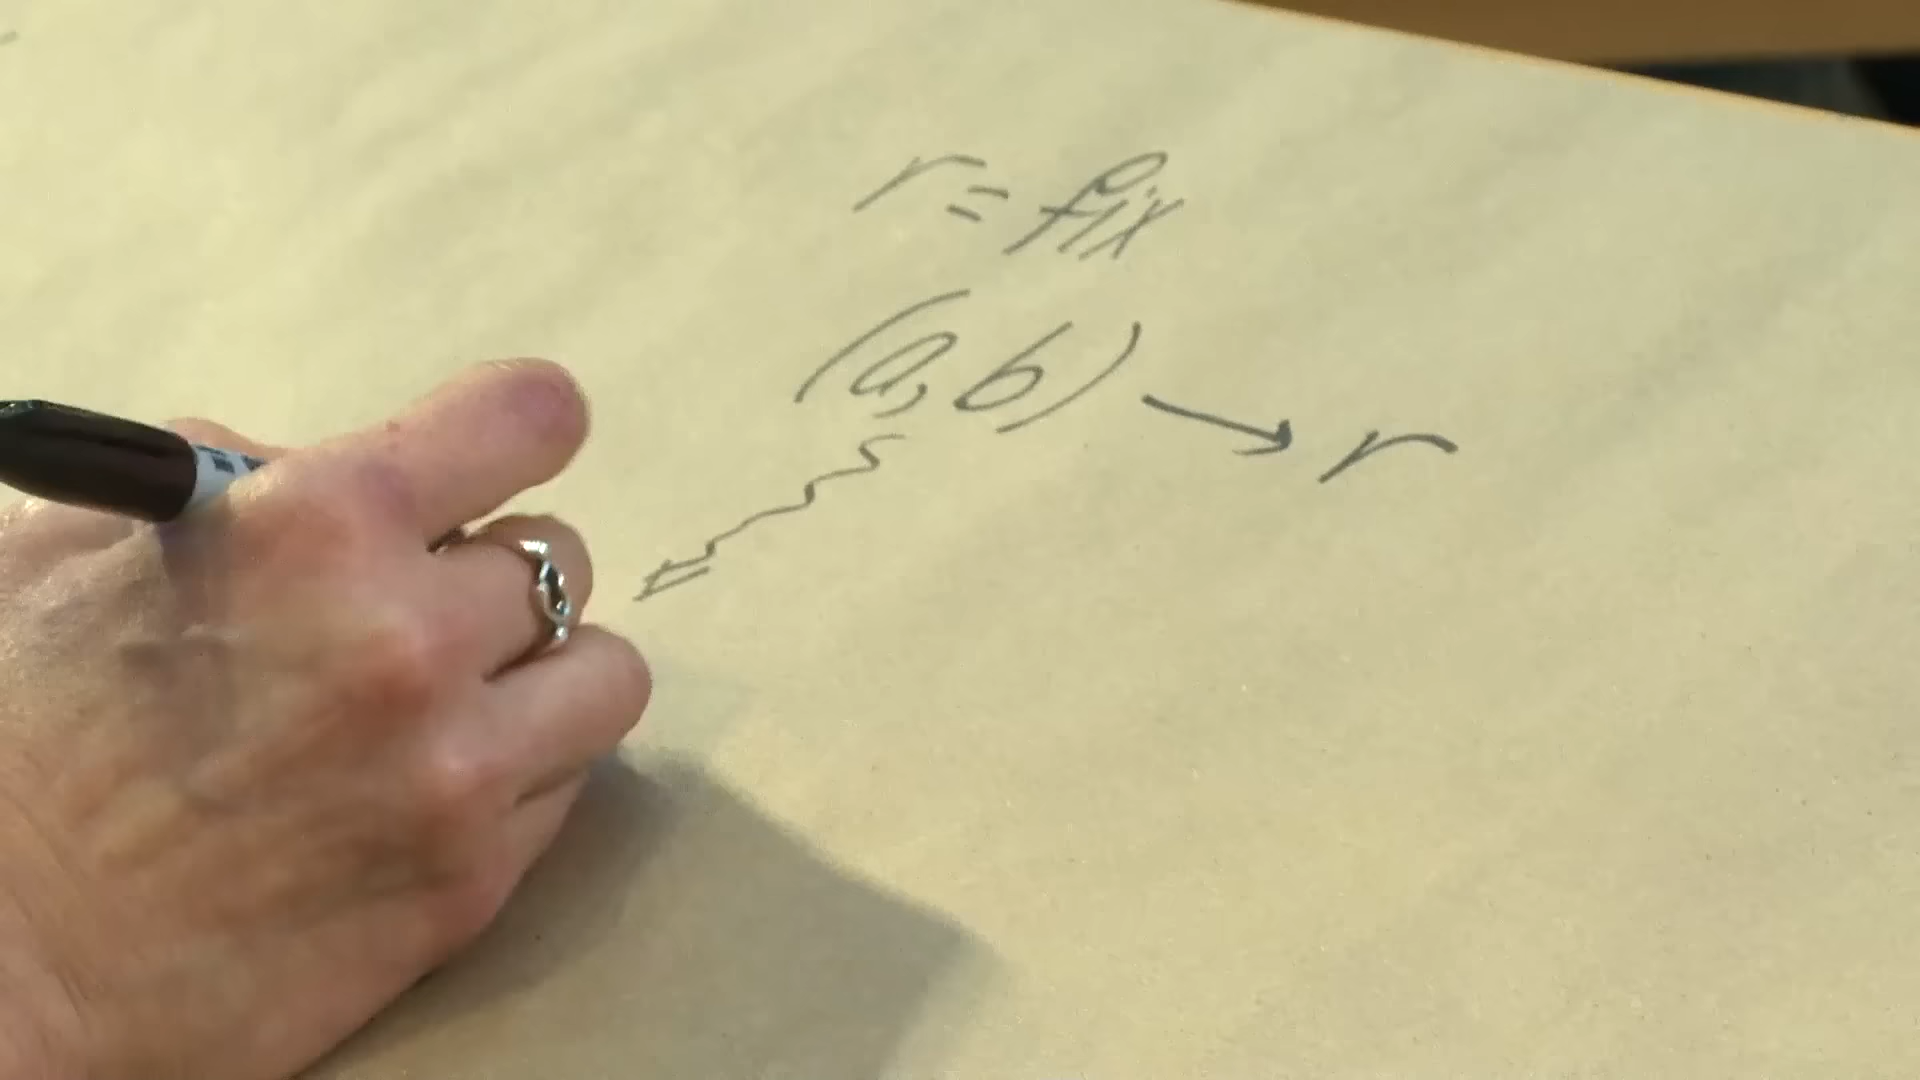 r = fix
(a, b) → r